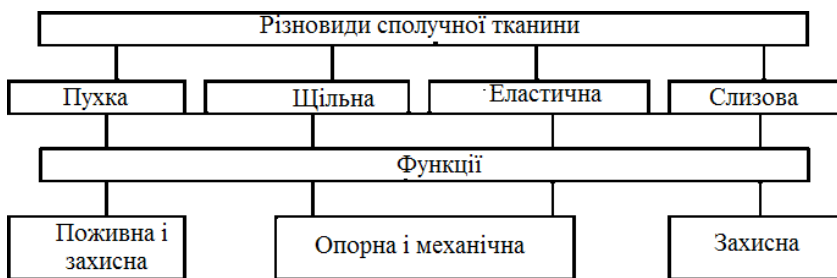 Різновиди сполучної тканини
Пухка
Щільна
Еластична
Слизова
Функції
Поживна і
захисна
Опорна і механічна
Захисна